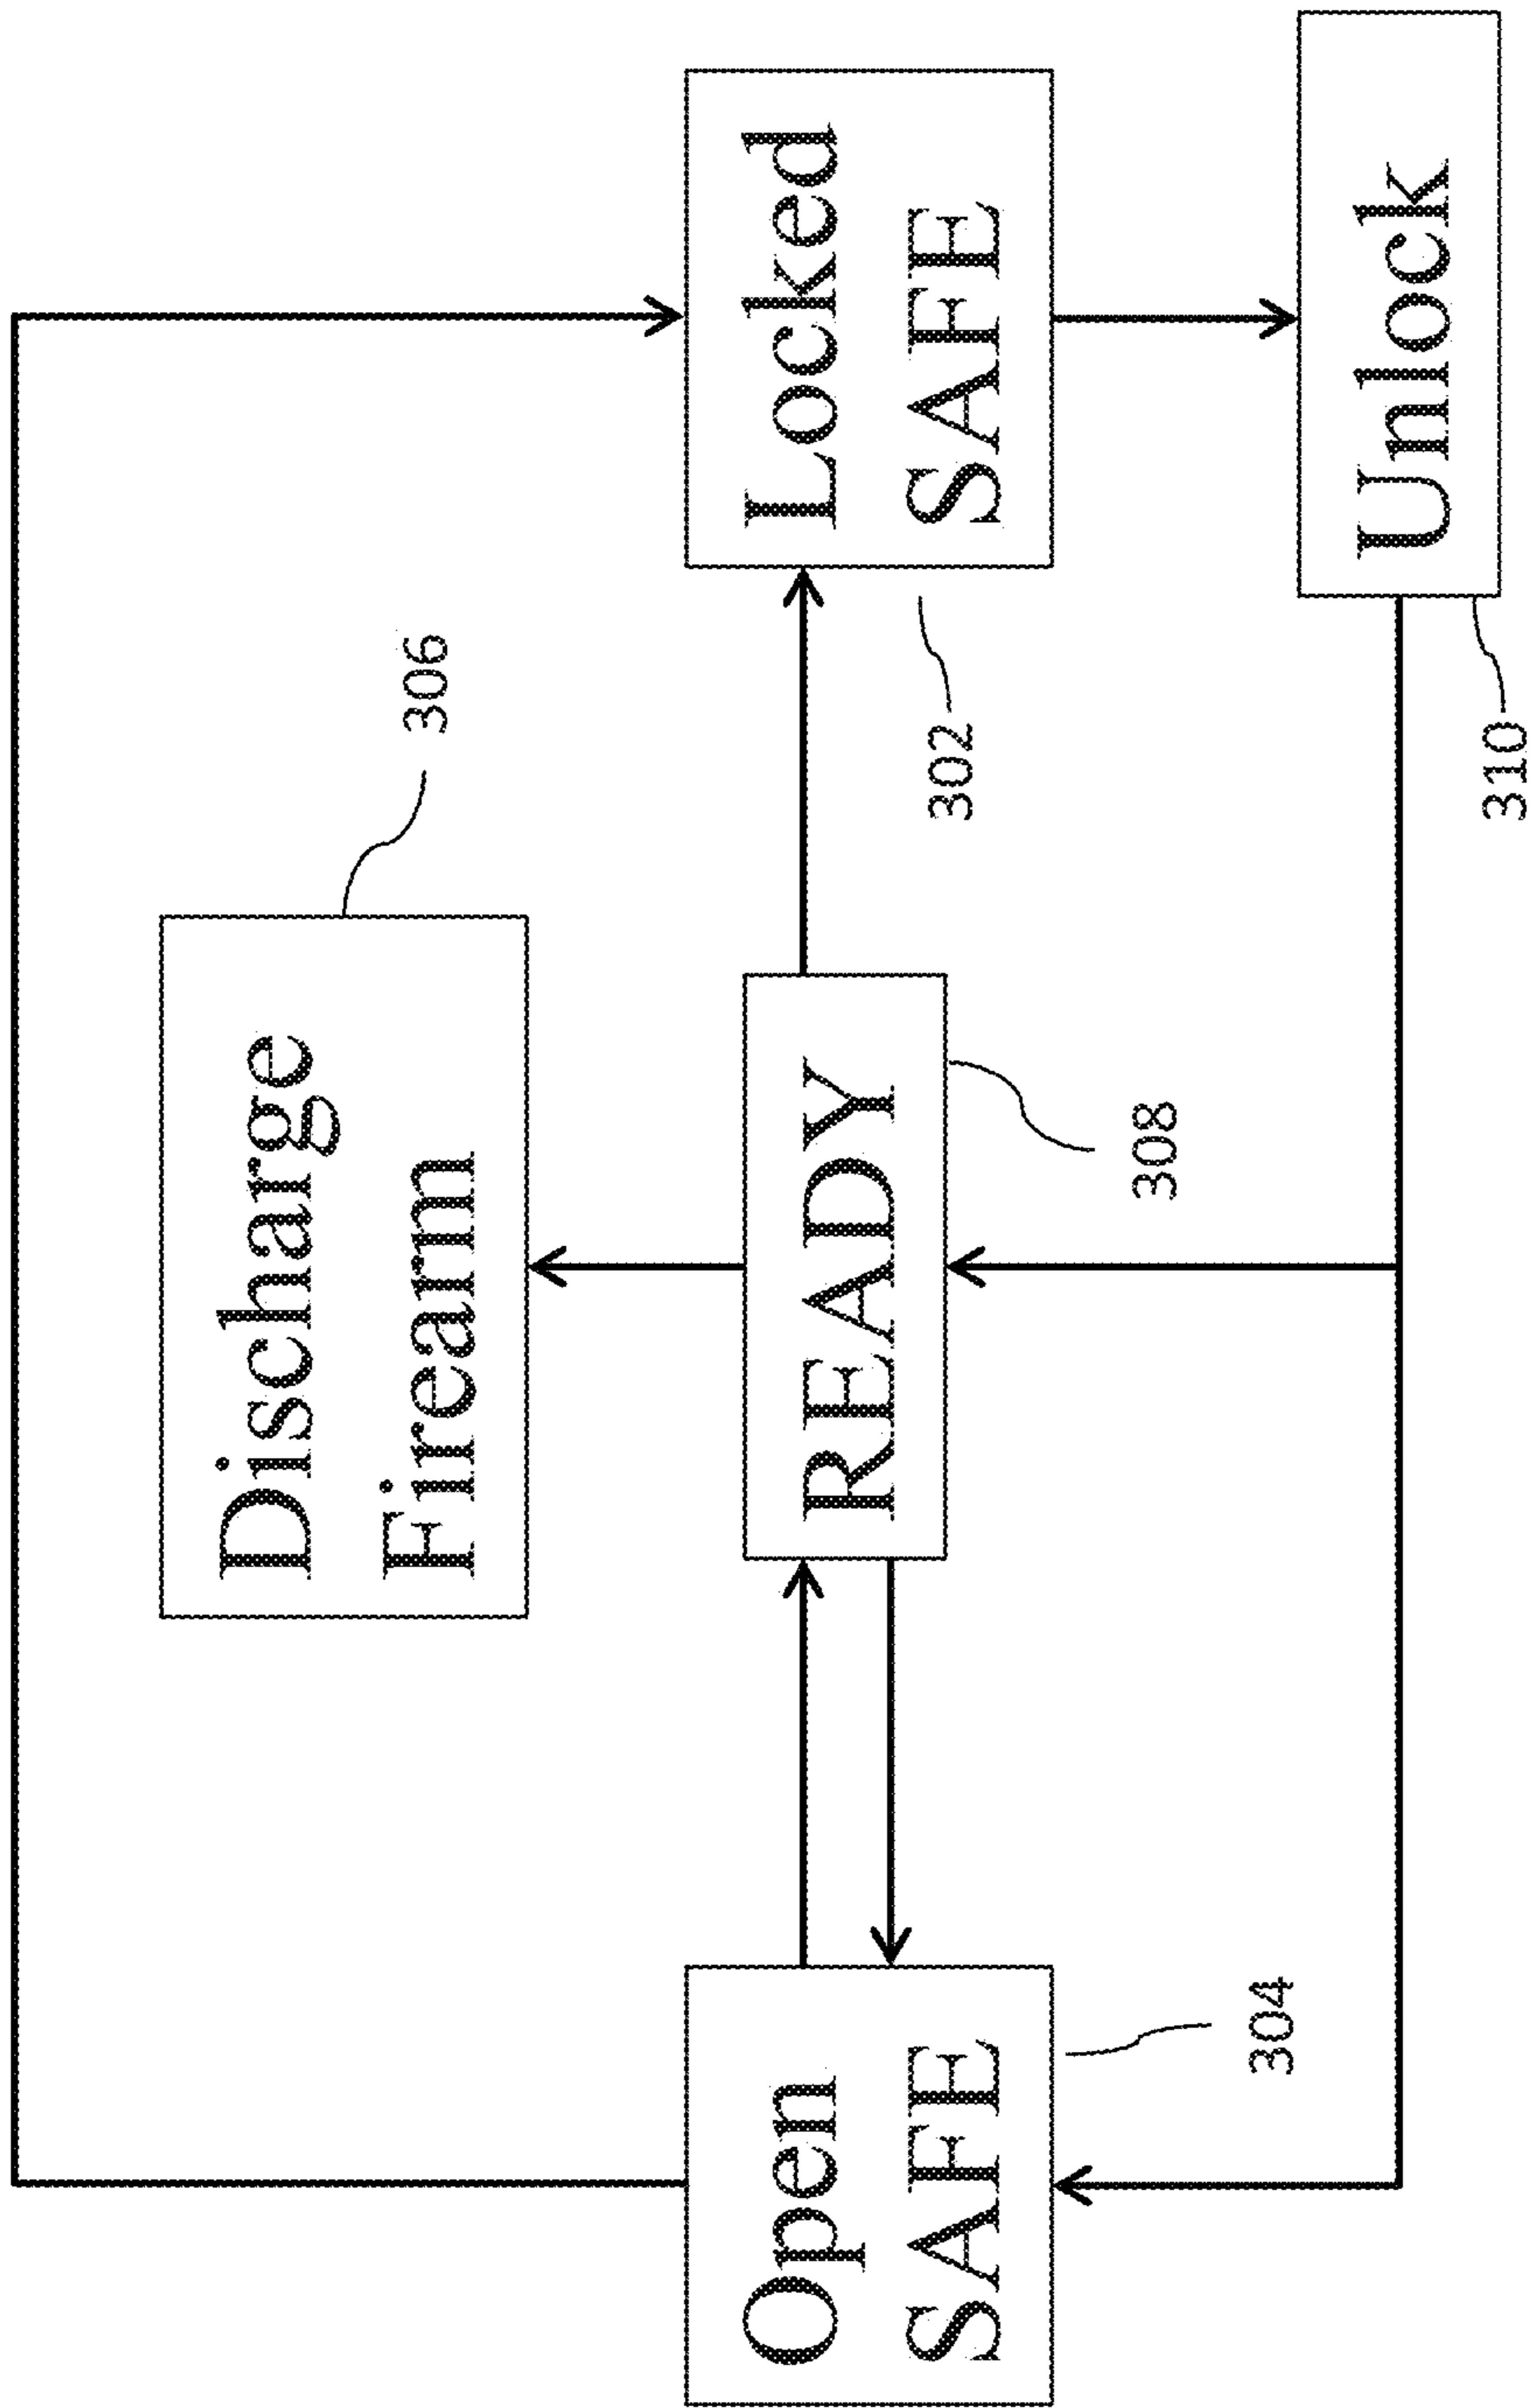 Discharge
Firearm
306
Open
SAFE
READY
Locked
SAFE
302
308
304
Unlock
310